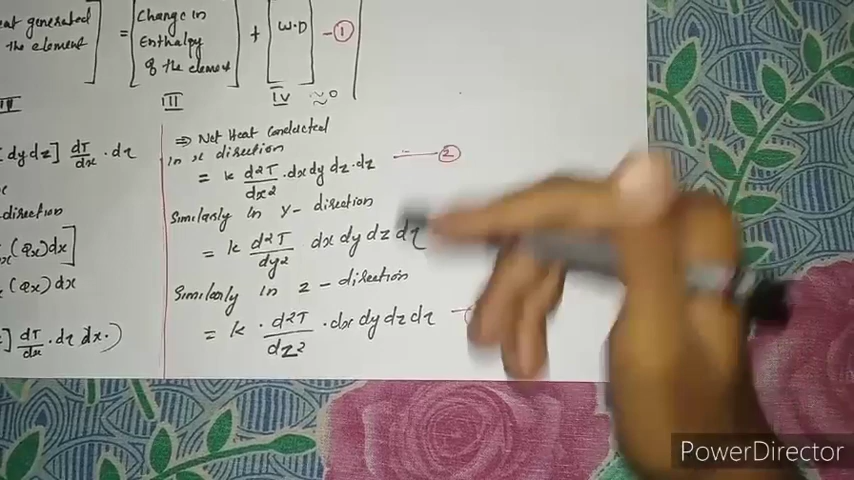 eat generated
the element] = [Change in
Enthalpy
of the element] + [W.D] - ①
III
IV ≈ 0
[dy dz] dT/dx . dτ
⇒ Net Heat Conducted
in x direction
= k d²T/dx² . dx dy dz . dτ — ②
direction
Similarly in Y - direction
(Qx) dx]
= k d²T/dy² dx dy dz dτ
(Qx) dx
Similarly in z - direction
] dT/dx . dτ dx . )
= k . d²T/dz² . dx dy dz dτ
PowerDirector